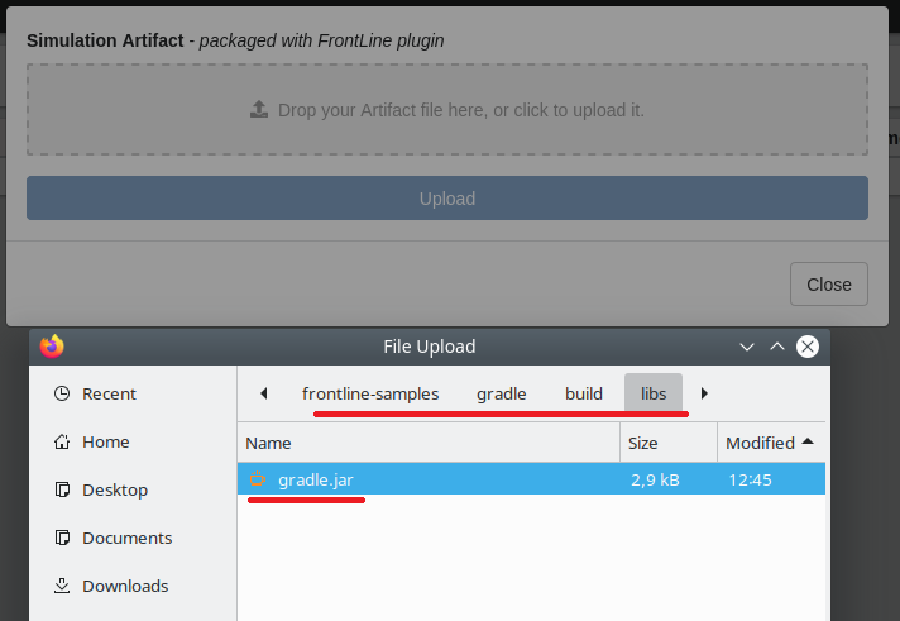 Simulation Artifact - packaged with FrontLine plugin
Drop your Artifact file here, or click to upload it.
Upload
Close
File Upload
Recent
Home
Desktop
Documents
Downloads
frontline-samples gradle build libs
Name Size Modified
gradle.jar 2,9 kB 12:45